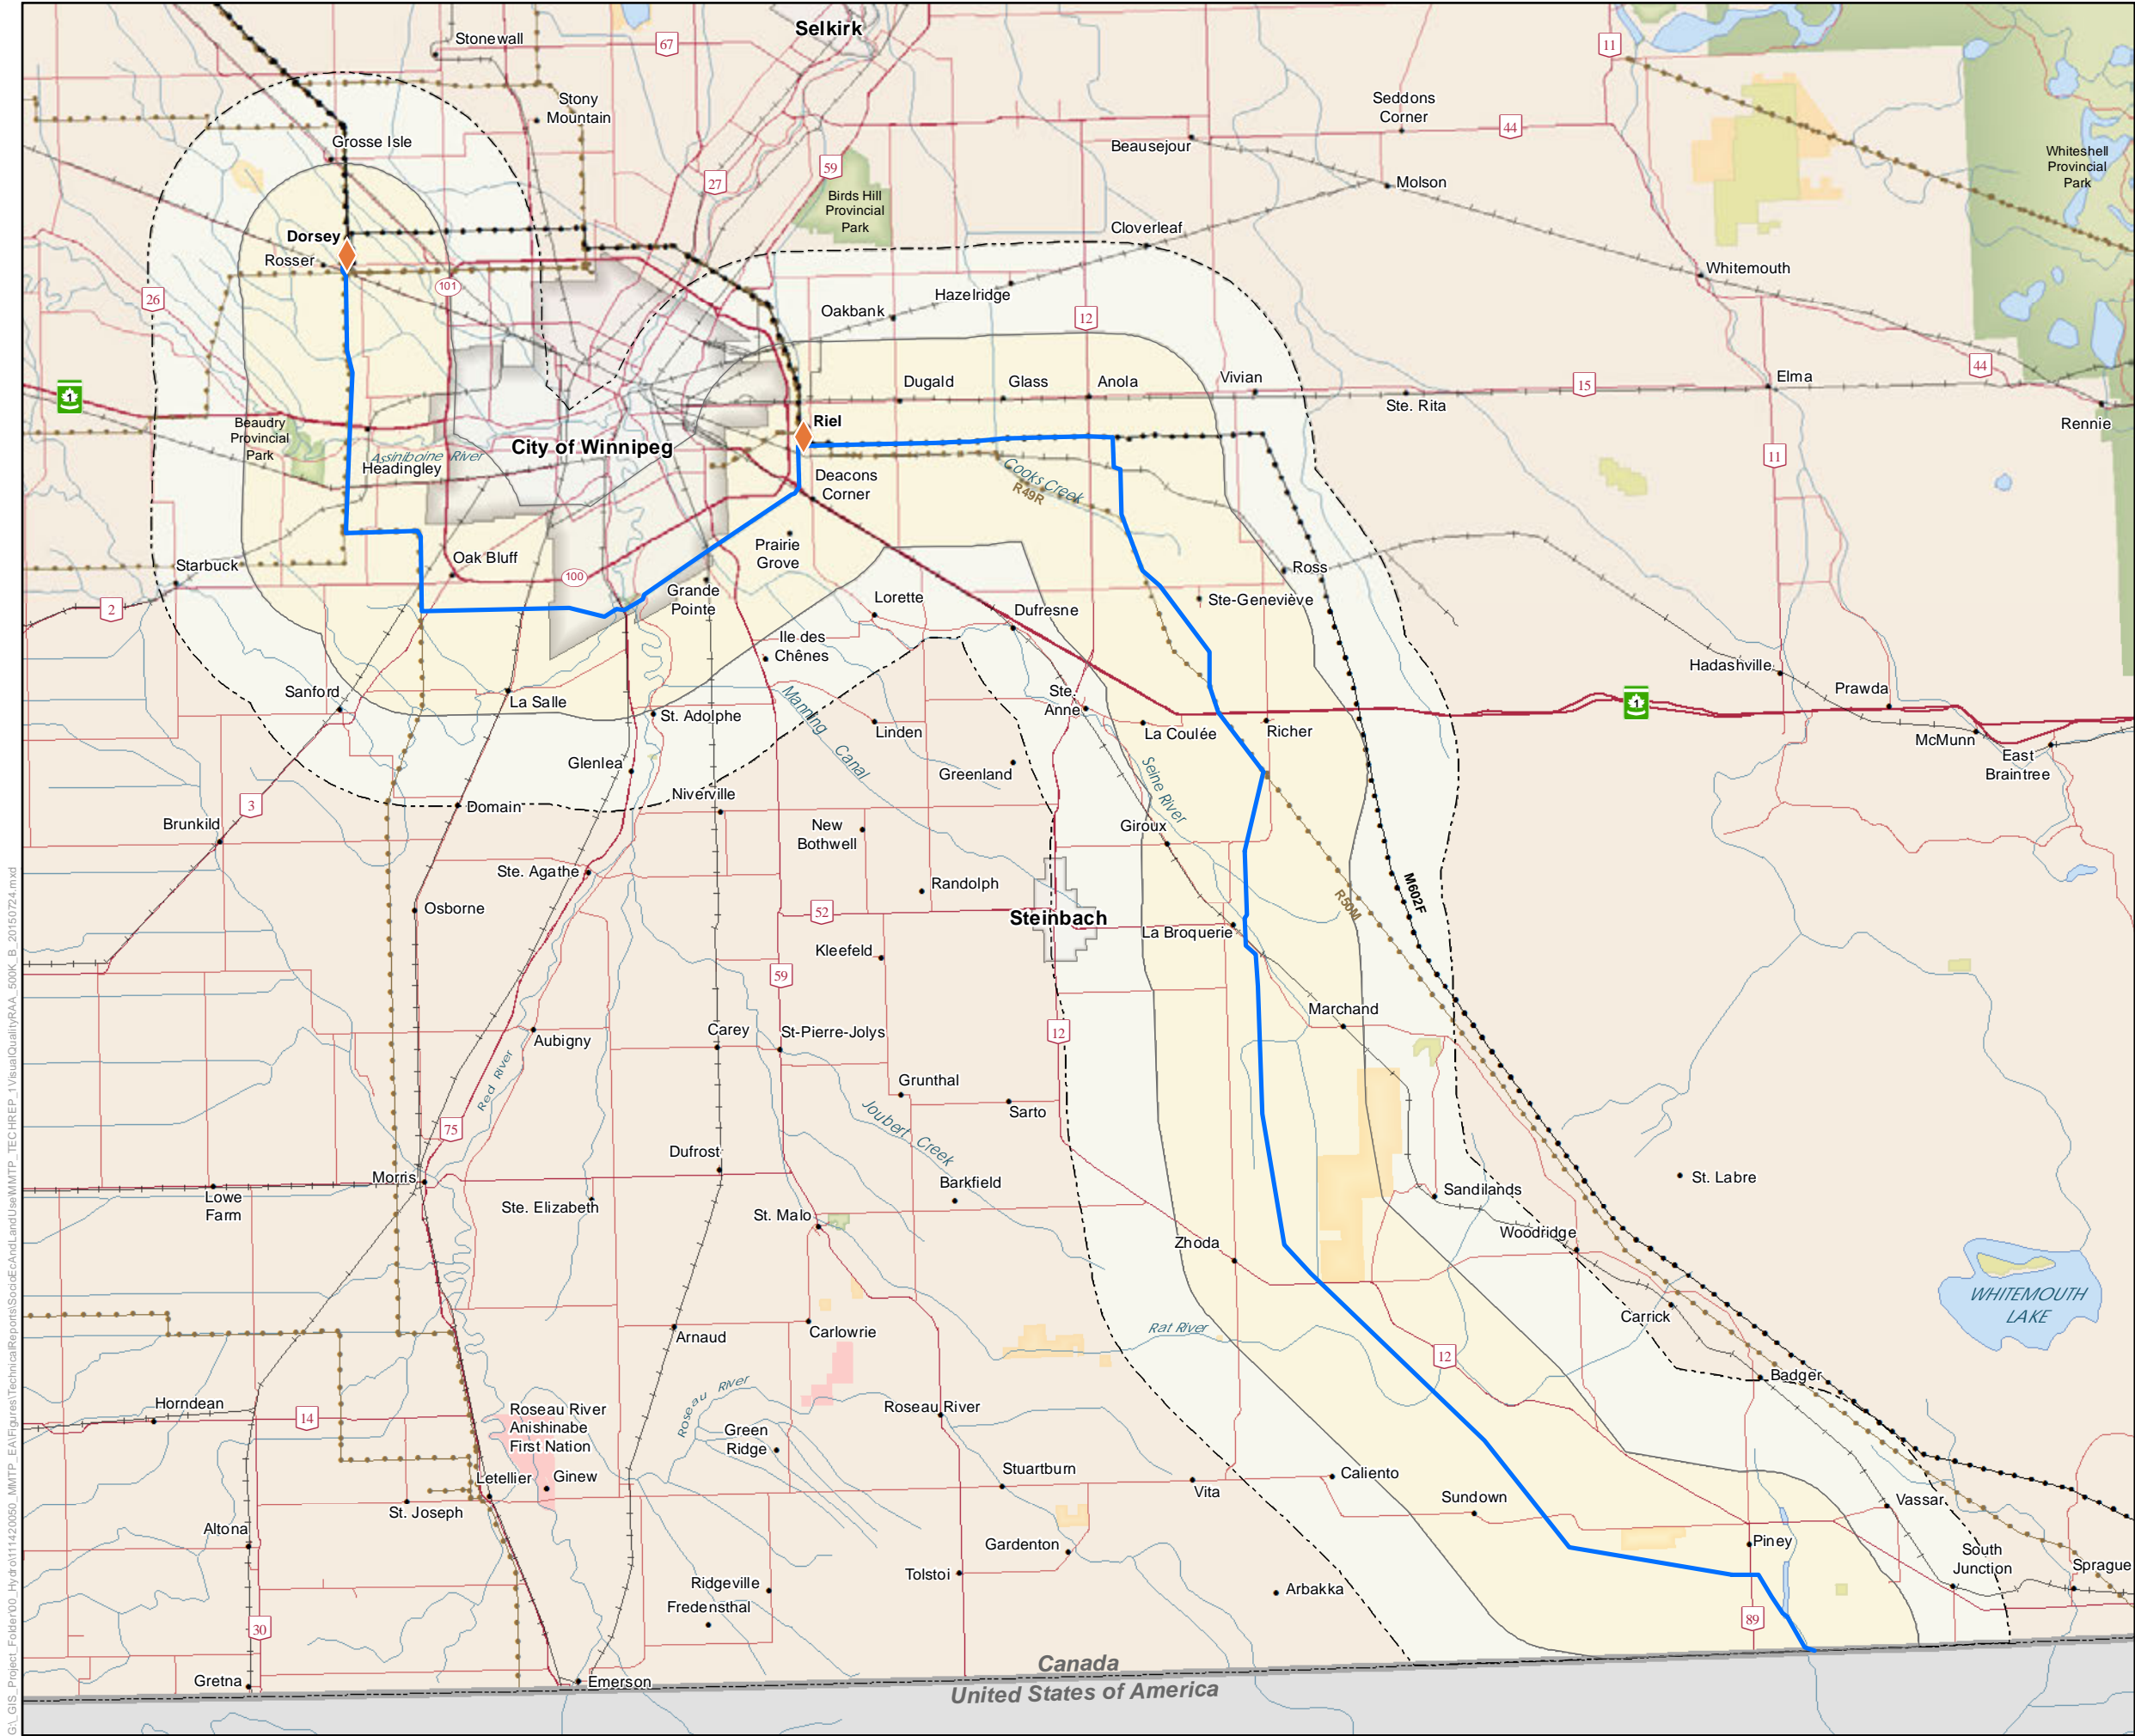 Selkirk
Stonewall
67
11
Stony
Mountain
Seddons
Corner
44
Grosse Isle
Beausejour
59
27
Whiteshell
Provincial
Park
Molson
Birds Hill
Provincial
Park
Cloverleaf
Dorsey
Rosser
Whitemouth
101
26
Hazelridge
Oakbank
12
44
Dugald
Glass
Anola
Vivian
15
Elma
1
Ste. Rita
Rennie
Beaudry
Provincial
Park
Riel
City of Winnipeg
Assiniboine River
Headingley
11
Deacons
Corner
Cooks Creek
R49R
Prairie
Grove
Oak Bluff
Starbuck
100
Ross
2
Grande
Pointe
Lorette
Dufresne
Ste-Geneviève
Ile des
Chênes
Hadashville
Sanford
La Salle
St. Adolphe
Manning Canal
Ste.
Anne
Prawda
1
Linden
La Coulée
Richer
McMunn
East
Braintree
Glenlea
Greenland
Seine River
Niverville
Domain
3
Brunkild
New
Bothwell
Giroux
Ste. Agathe
Randolph
M602F
R50M
Osborne
52
Steinbach
La Broquerie
Kleefeld
59
Marchand
Aubigny
Carey
St-Pierre-Jolys
12
Red River
Grunthal
Sarto
75
Joubert Creek
Dufrost
Morris
Lowe
Farm
Ste. Elizabeth
Barkfield
St. Malo
Sandilands
St. Labre
Zhoda
Woodridge
WHITEMOUTH
LAKE
Carrick
Arnaud
Carlowrie
Rat River
12
Badger
Roseau River
Horndean
14
Roseau River
Anishinabe
First Nation
Roseau River
Green
Ridge
Letellier
Ginew
Stuartburn
Vita
Caliento
Sundown
Vassar
St. Joseph
Altona
Gardenton
Piney
South
Junction
Sprague
Tolstoi
Ridgeville
Fredensthal
Arbakka
30
89
Gretna
Emerson
Canada
United States of America
G:\_GIS_Project_Folder\00_Hydro\111420050_MMTP_EA\Figures\TechnicalReports\SocioEcAndLandUse\MMTP_TECHREP_1VisualQualityRAA_500K_B_20150724.mxd